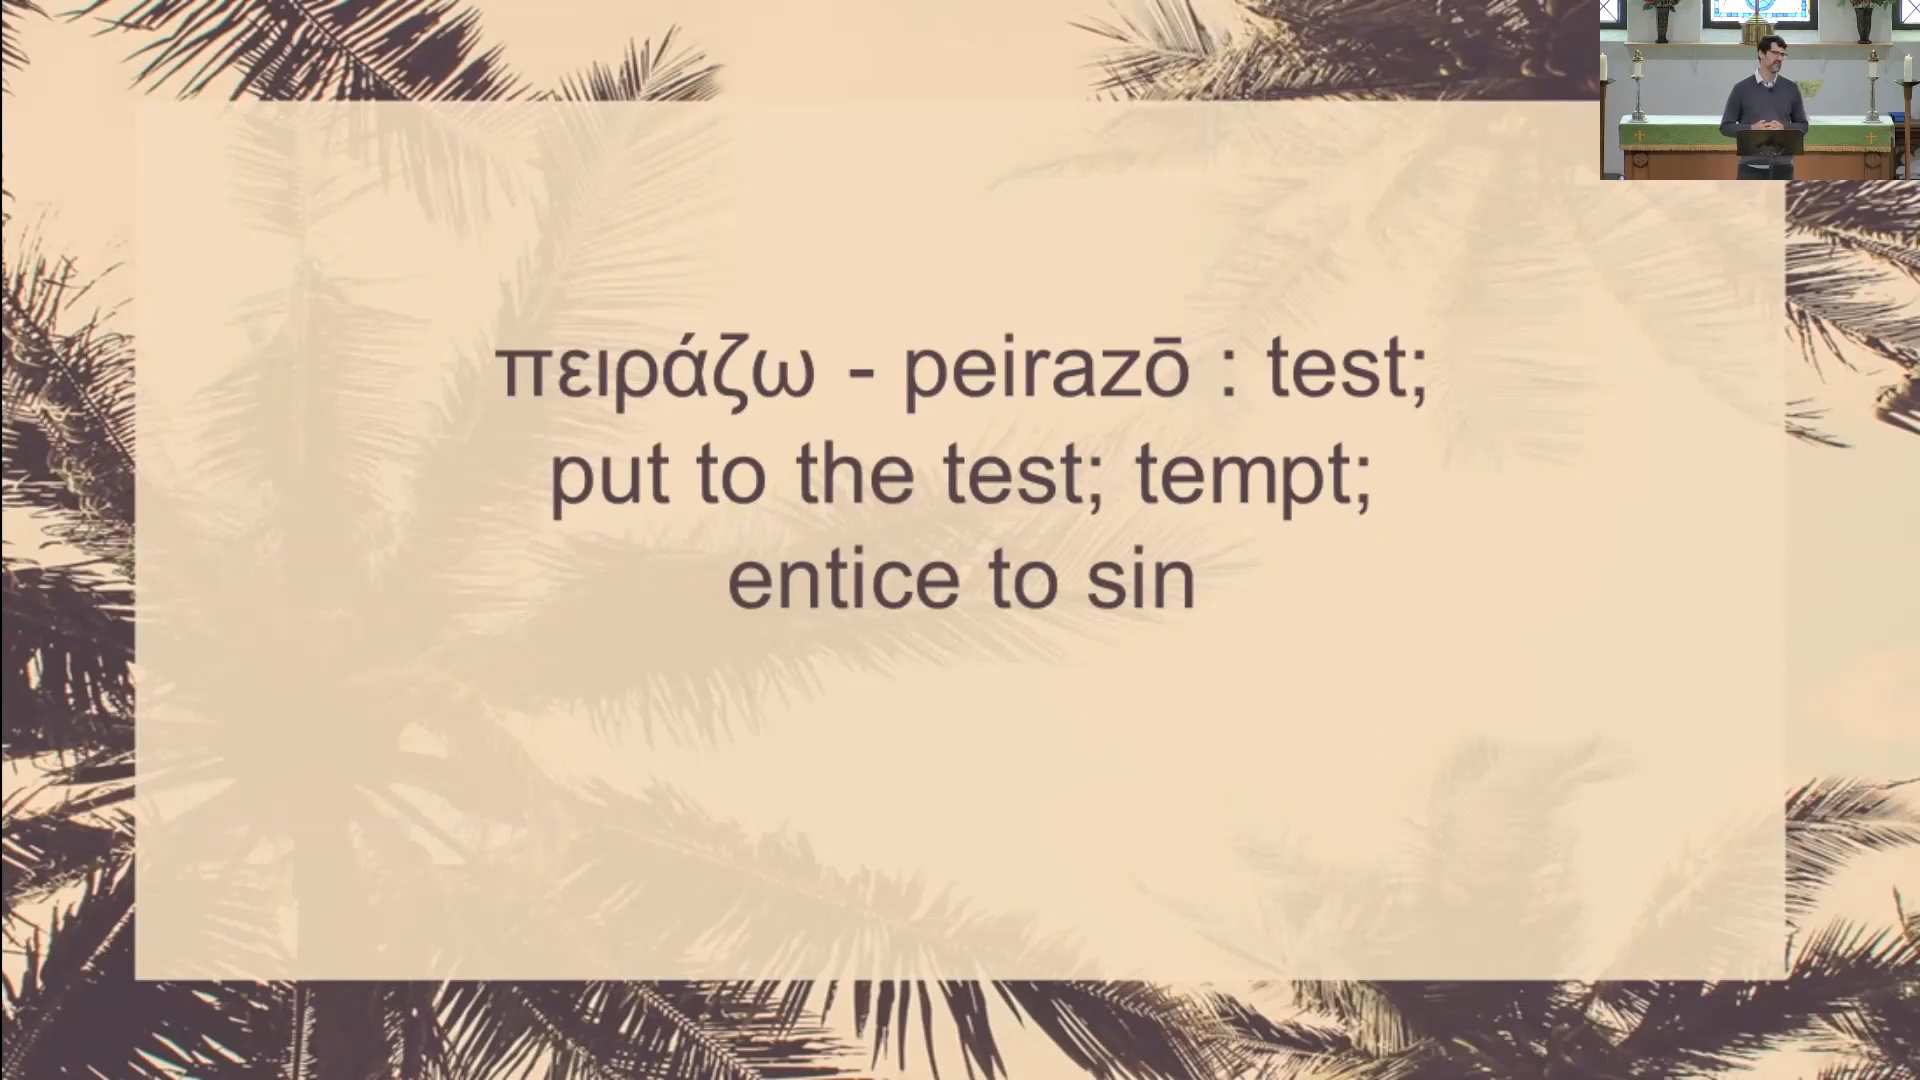 πειράζω - peirazō : test;
put to the test; tempt;
entice to sin